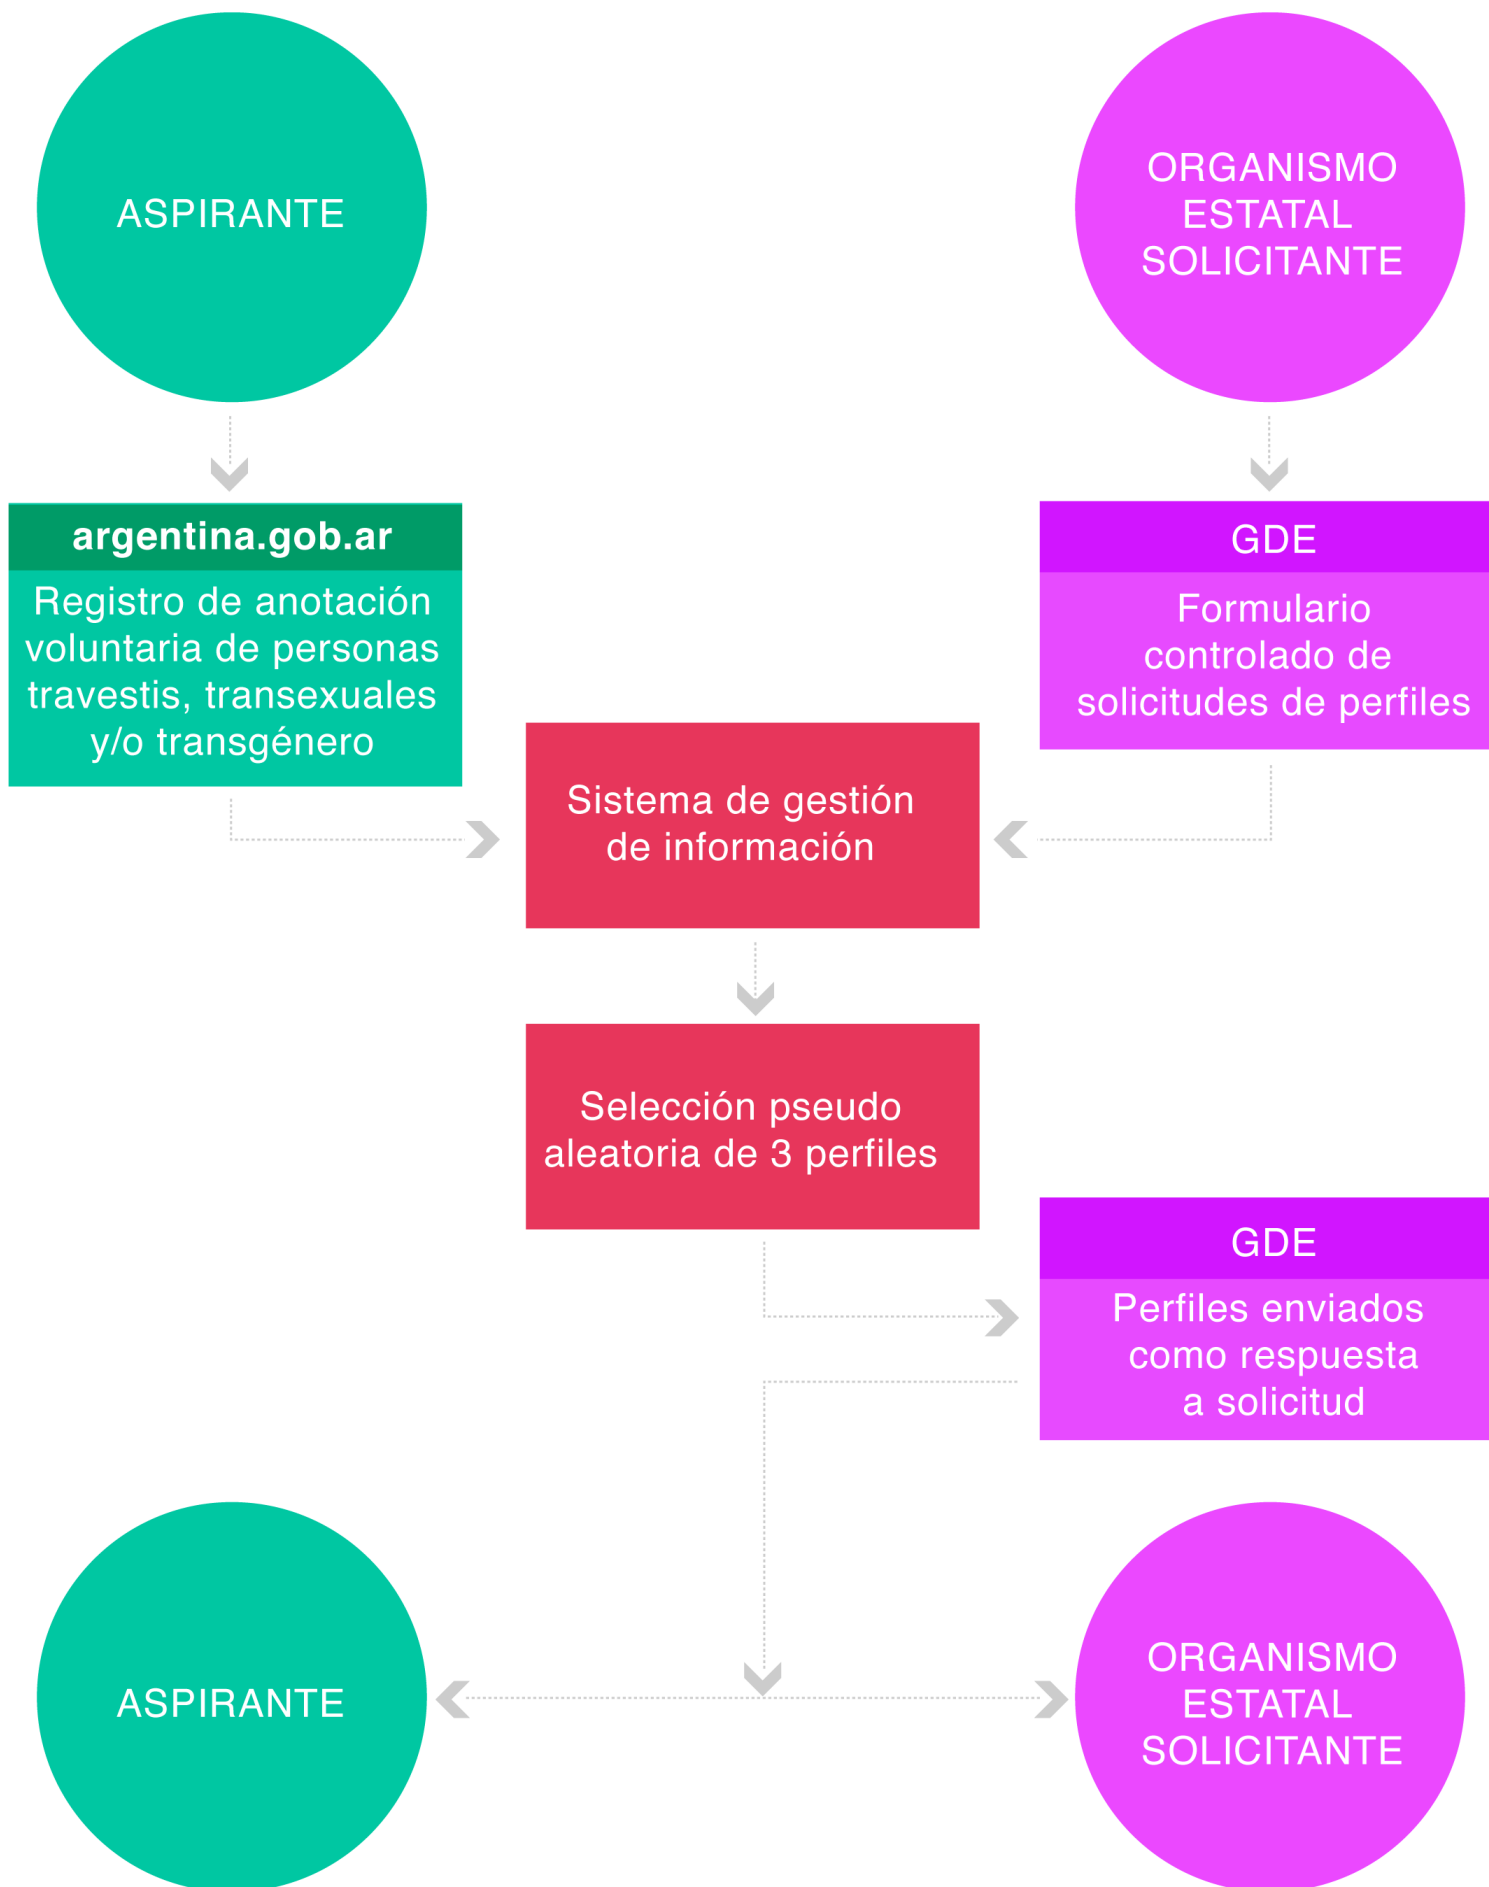 ASPIRANTE
ORGANISMO
ESTATAL
SOLICITANTE
argentina.gob.ar
Registro de anotación
voluntaria de personas
travestis, transexuales
y/o transgénero
GDE
Formulario
controlado de
solicitudes de perfiles
Sistema de gestión
de información
Selección pseudo
aleatoria de 3 perfiles
GDE
Perfiles enviados
como respuesta
a solicitud
ASPIRANTE
ORGANISMO
ESTATAL
SOLICITANTE